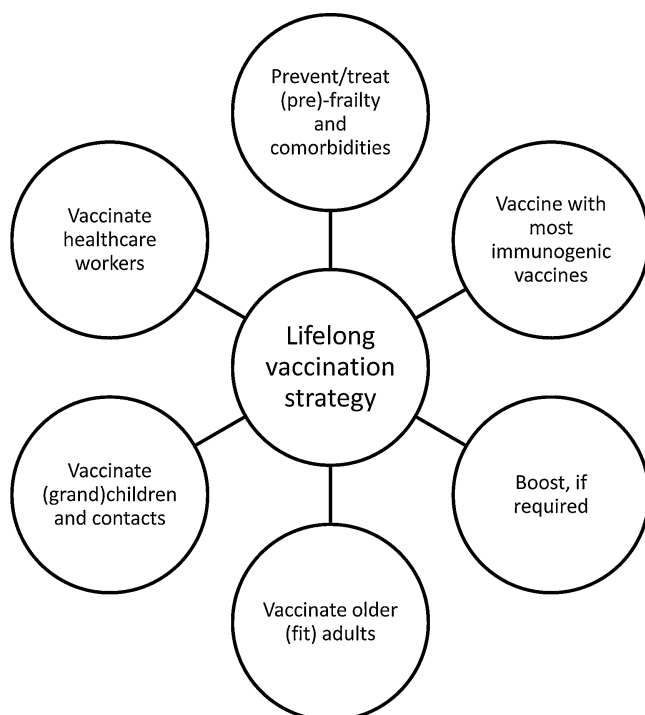 Prevent/treat
(pre)-frailty
and
comorbidities
Vaccine with
most
immunogenic
vaccines
Boost, if
required
Vaccinate older
(fit) adults
Vaccinate
(grand)children
and contacts
Vaccinate
healthcare
workers
Lifelong
vaccination
strategy